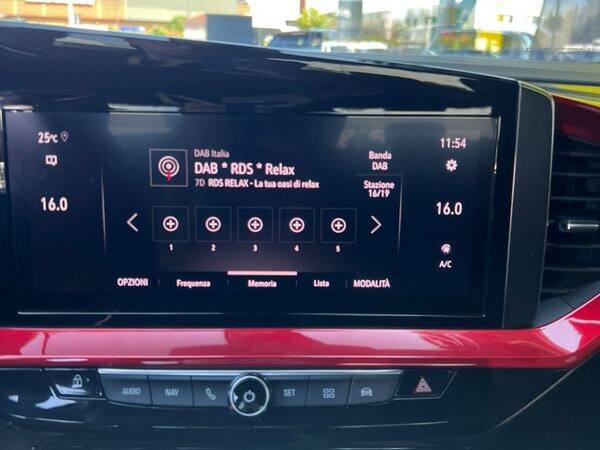 25°C
11:54
DAB Italia
DAB * RDS * Relax
7D RDS RELAX - La tua oasi di relax
Banda
DAB
Stazione
16/19
16.0
16.0
1 2 3 4 5
A/C
OPZIONI Frequenza Memoria Lista MODALITÀ
AUDIO NAV SET